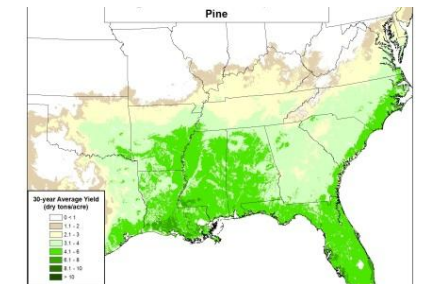 Pine
30-year Average Yield
(dry tons/acre)
0 < 1
1.1 - 2
2.1 - 3
3.1 - 4
4.1 - 6
6.1 - 8
8.1 - 10
> 10